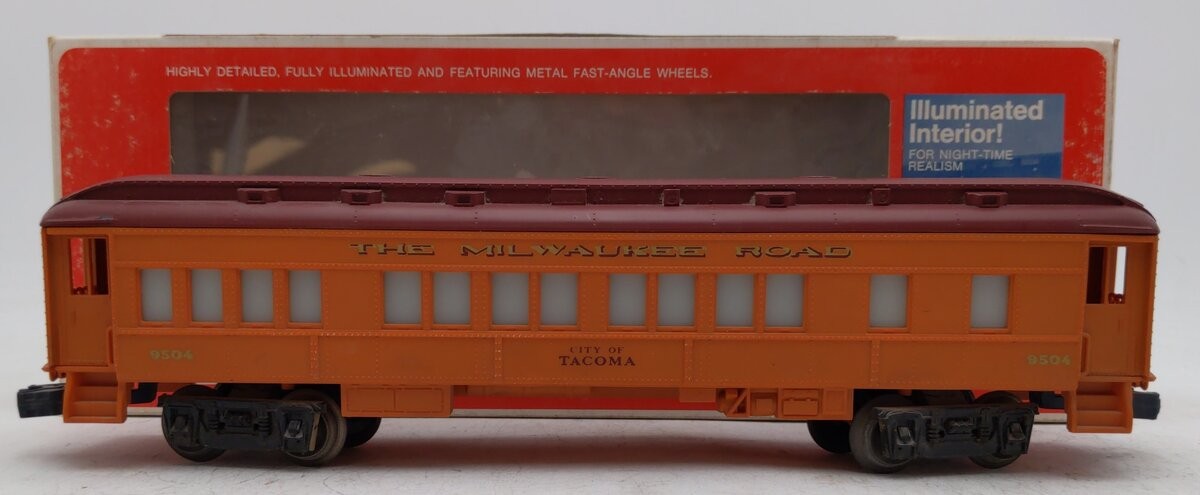 HIGHLY DETAILED, FULLY ILLUMINATED AND FEATURING METAL FAST-ANGLE WHEELS.
Illuminated
Interior!
FOR NIGHT-TIME
REALISM
THE MILWAUKEE ROAD
9504
CITY OF
TACOMA
9504